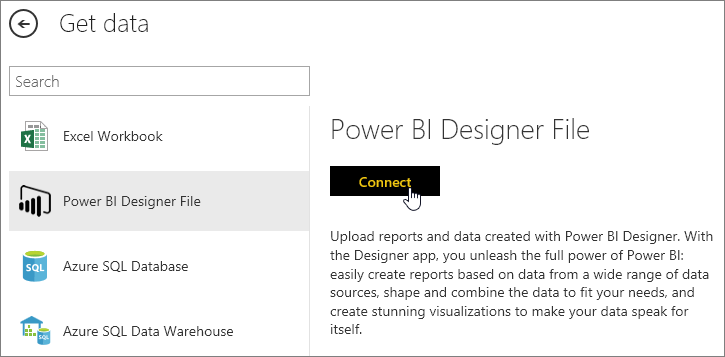 Get data
Search
Excel Workbook
Power BI Designer File
SQL
Azure SQL Database
SQL
Azure SQL Data Warehouse
Power BI Designer File
Connect
Upload reports and data created with Power BI Designer. With
the Designer app, you unleash the full power of Power BI:
easily create reports based on data from a wide range of data
sources, shape and combine the data to fit your needs, and
create stunning visualizations to make your data speak for
itself.